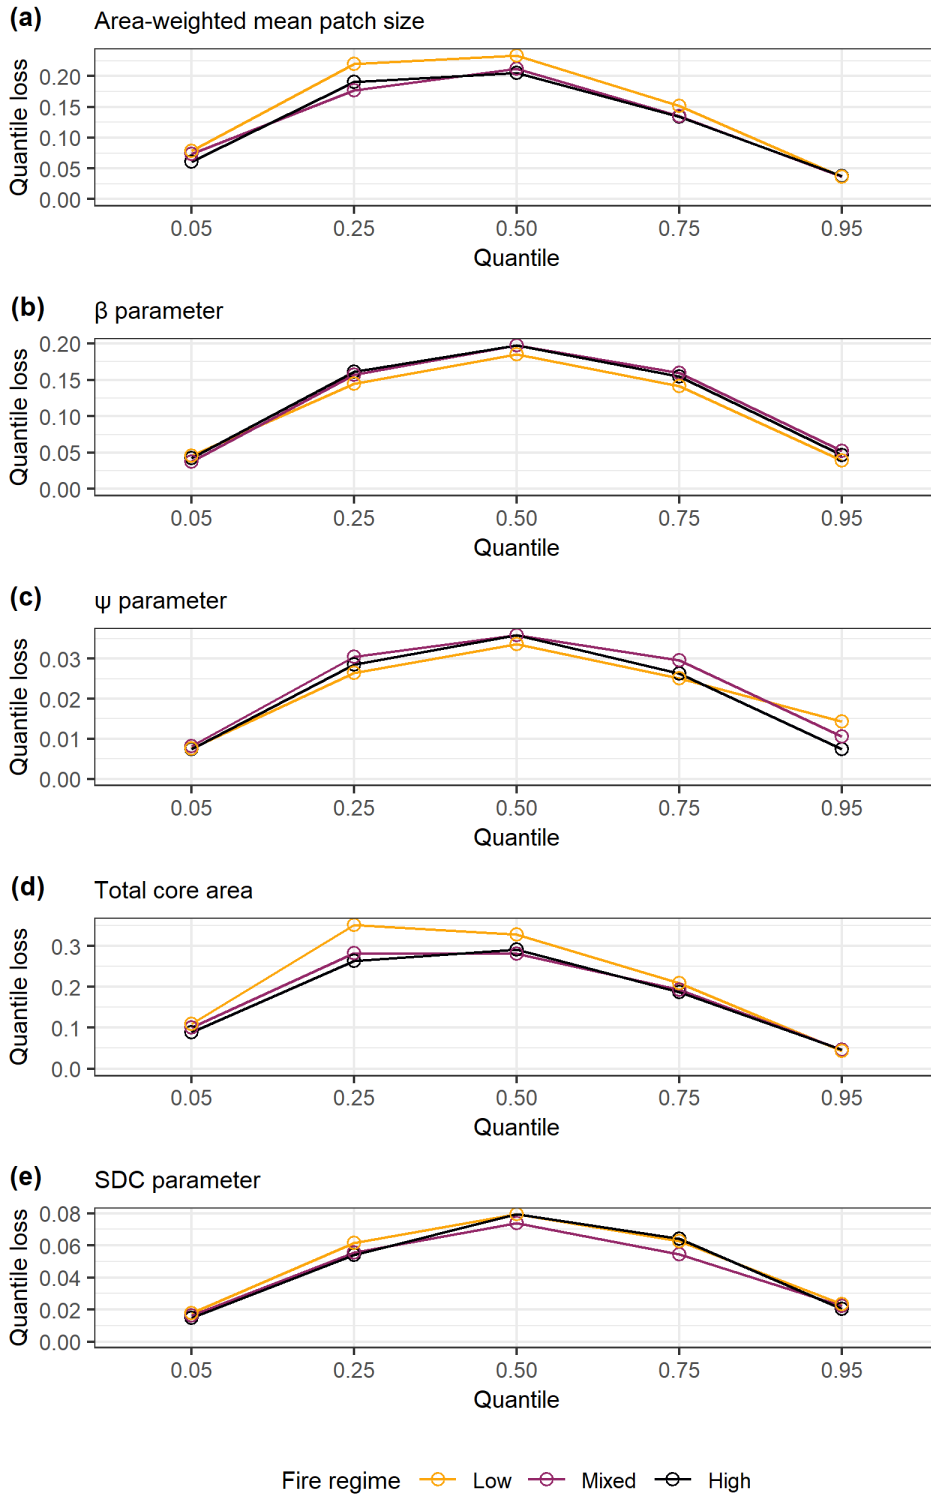 (a) Area-weighted mean patch size
Quantile loss
0.20
0.15
0.10
0.05
0.00
0.05 0.25 0.50 0.75 0.95
Quantile
(b) β parameter
Quantile loss
0.20
0.15
0.10
0.05
0.00
0.05 0.25 0.50 0.75 0.95
Quantile
(c) ψ parameter
Quantile loss
0.03
0.02
0.01
0.00
0.05 0.25 0.50 0.75 0.95
Quantile
(d) Total core area
Quantile loss
0.3
0.2
0.1
0.0
0.05 0.25 0.50 0.75 0.95
Quantile
(e) SDC parameter
Quantile loss
0.08
0.06
0.04
0.02
0.00
0.05 0.25 0.50 0.75 0.95
Quantile
Fire regime Low Mixed High